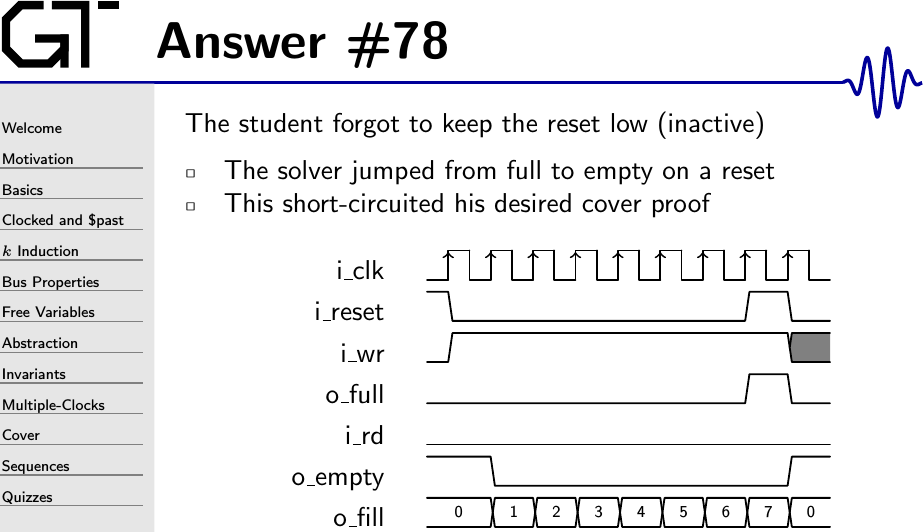 GT
Answer #78
Welcome
Motivation
Basics
Clocked and $past
k Induction
Bus Properties
Free Variables
Abstraction
Invariants
Multiple-Clocks
Cover
Sequences
Quizzes
The student forgot to keep the reset low (inactive)
The solver jumped from full to empty on a reset
This short-circuited his desired cover proof
i_clk
i_reset
i_wr
o_full
i_rd
o_empty
o_fill 0 1 2 3 4 5 6 7 0